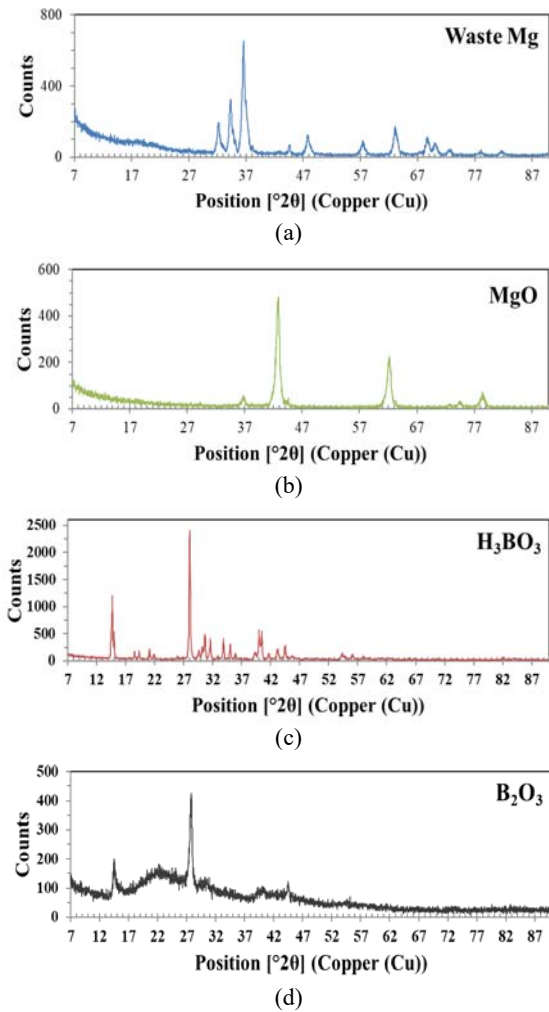 800
Waste Mg
Counts
400
0
7 17 27 37 47 57 67 77 87
Position [°2θ] (Copper (Cu))
(a)
600
MgO
Counts
400
200
0
7 17 27 37 47 57 67 77 87
Position [°2θ] (Copper (Cu))
(b)
2500
H₃BO₃
2000
Counts
1500
1000
500
0
7 12 17 22 27 32 37 42 47 52 57 62 67 72 77 82 87
Position [°2θ] (Copper (Cu))
(c)
500
B₂O₃
400
Counts
300
200
100
0
7 12 17 22 27 32 37 42 47 52 57 62 67 72 77 82 87
Position [°2θ] (Copper (Cu))
(d)